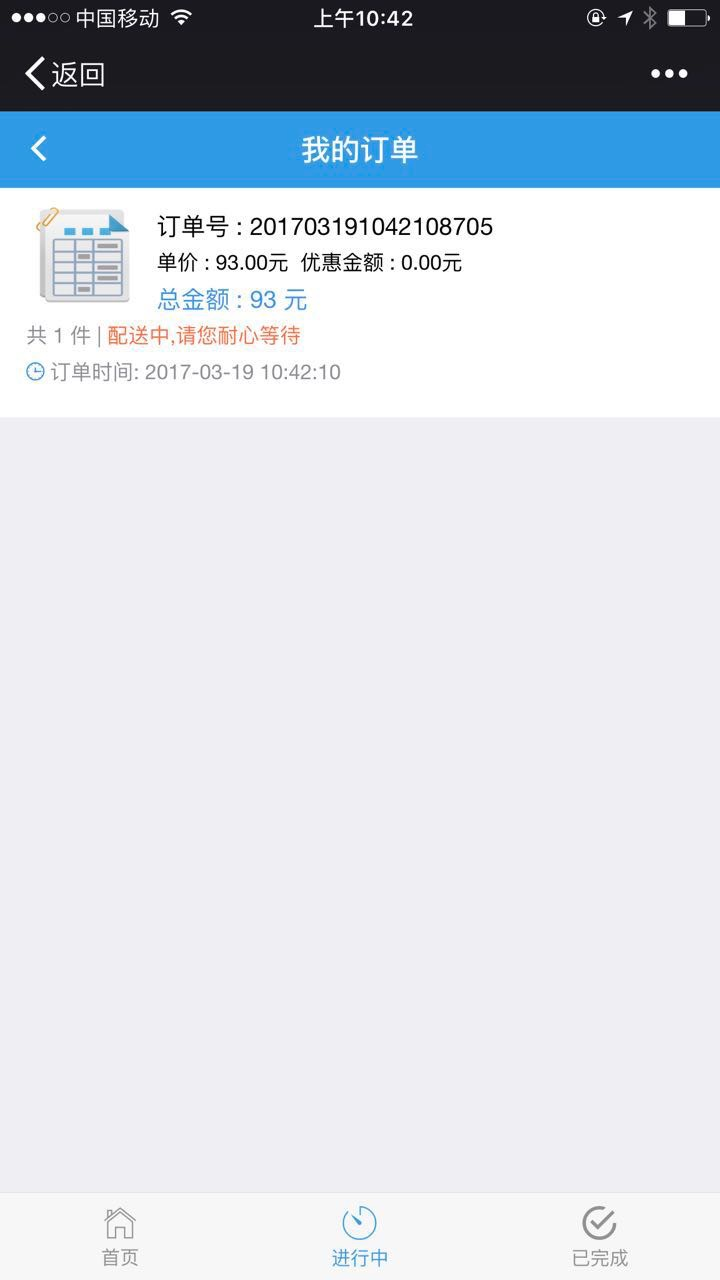 中国移动
上午10:42
返回
我的订单
订单号 : 201703191042108705
单价 : 93.00元 优惠金额 : 0.00元
总金额 : 93 元
共 1 件 | 配送中,请您耐心等待
订单时间: 2017-03-19 10:42:10
首页
进行中
已完成